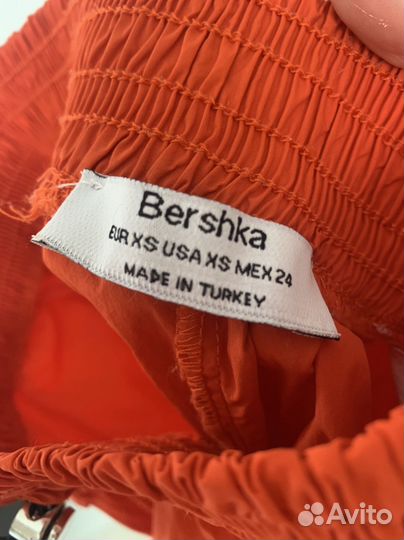 Bershka
EUR XS USA XS MEX 24
MADE IN TURKEY
Avito